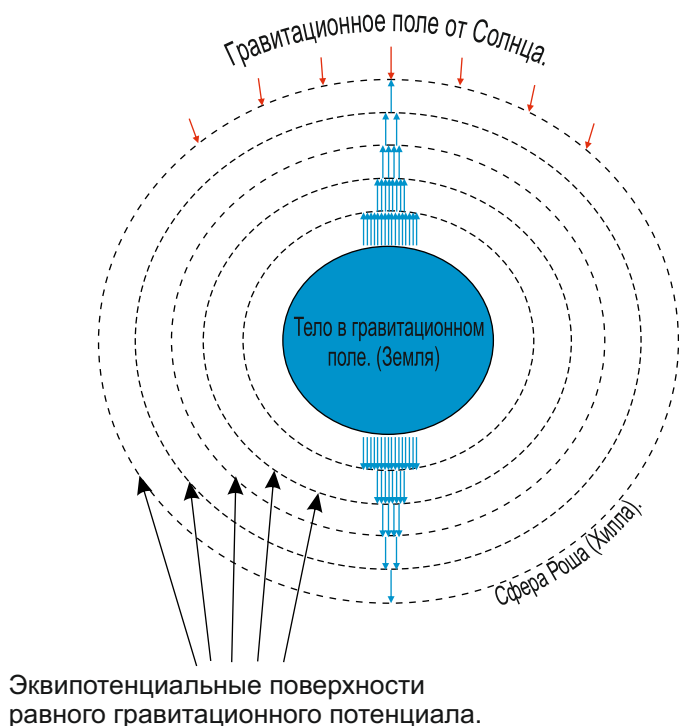 Гравитационное поле от Солнца.
Тело в гравитационном
поле. (Земля)
Сфера Роша (Хилла).
Эквипотенциальные поверхности
равного гравитационного потенциала.